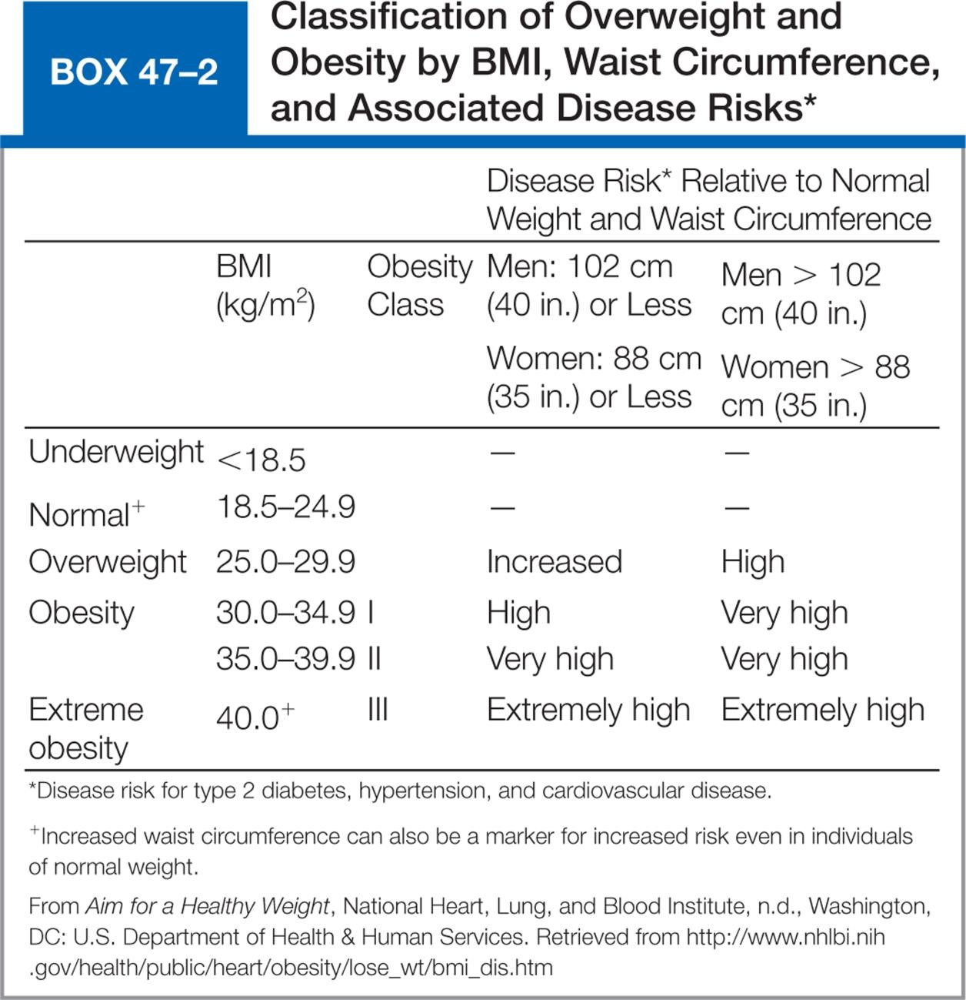 BOX 47–2
Classification of Overweight and
Obesity by BMI, Waist Circumference,
and Associated Disease Risks*
Disease Risk* Relative to Normal
Weight and Waist Circumference
BMI (kg/m²) Obesity Class Men: 102 cm (40 in.) or Less Men > 102 cm (40 in.)
Women: 88 cm (35 in.) or Less Women > 88 cm (35 in.)
Underweight <18.5 — —
Normal⁺ 18.5–24.9 — —
Overweight 25.0–29.9 Increased High
Obesity 30.0–34.9 I High Very high
35.0–39.9 II Very high Very high
Extreme obesity 40.0⁺ III Extremely high Extremely high
*Disease risk for type 2 diabetes, hypertension, and cardiovascular disease.
⁺Increased waist circumference can also be a marker for increased risk even in individuals
of normal weight.
From Aim for a Healthy Weight, National Heart, Lung, and Blood Institute, n.d., Washington,
DC: U.S. Department of Health & Human Services. Retrieved from http://www.nhlbi.nih
.gov/health/public/heart/obesity/lose_wt/bmi_dis.htm